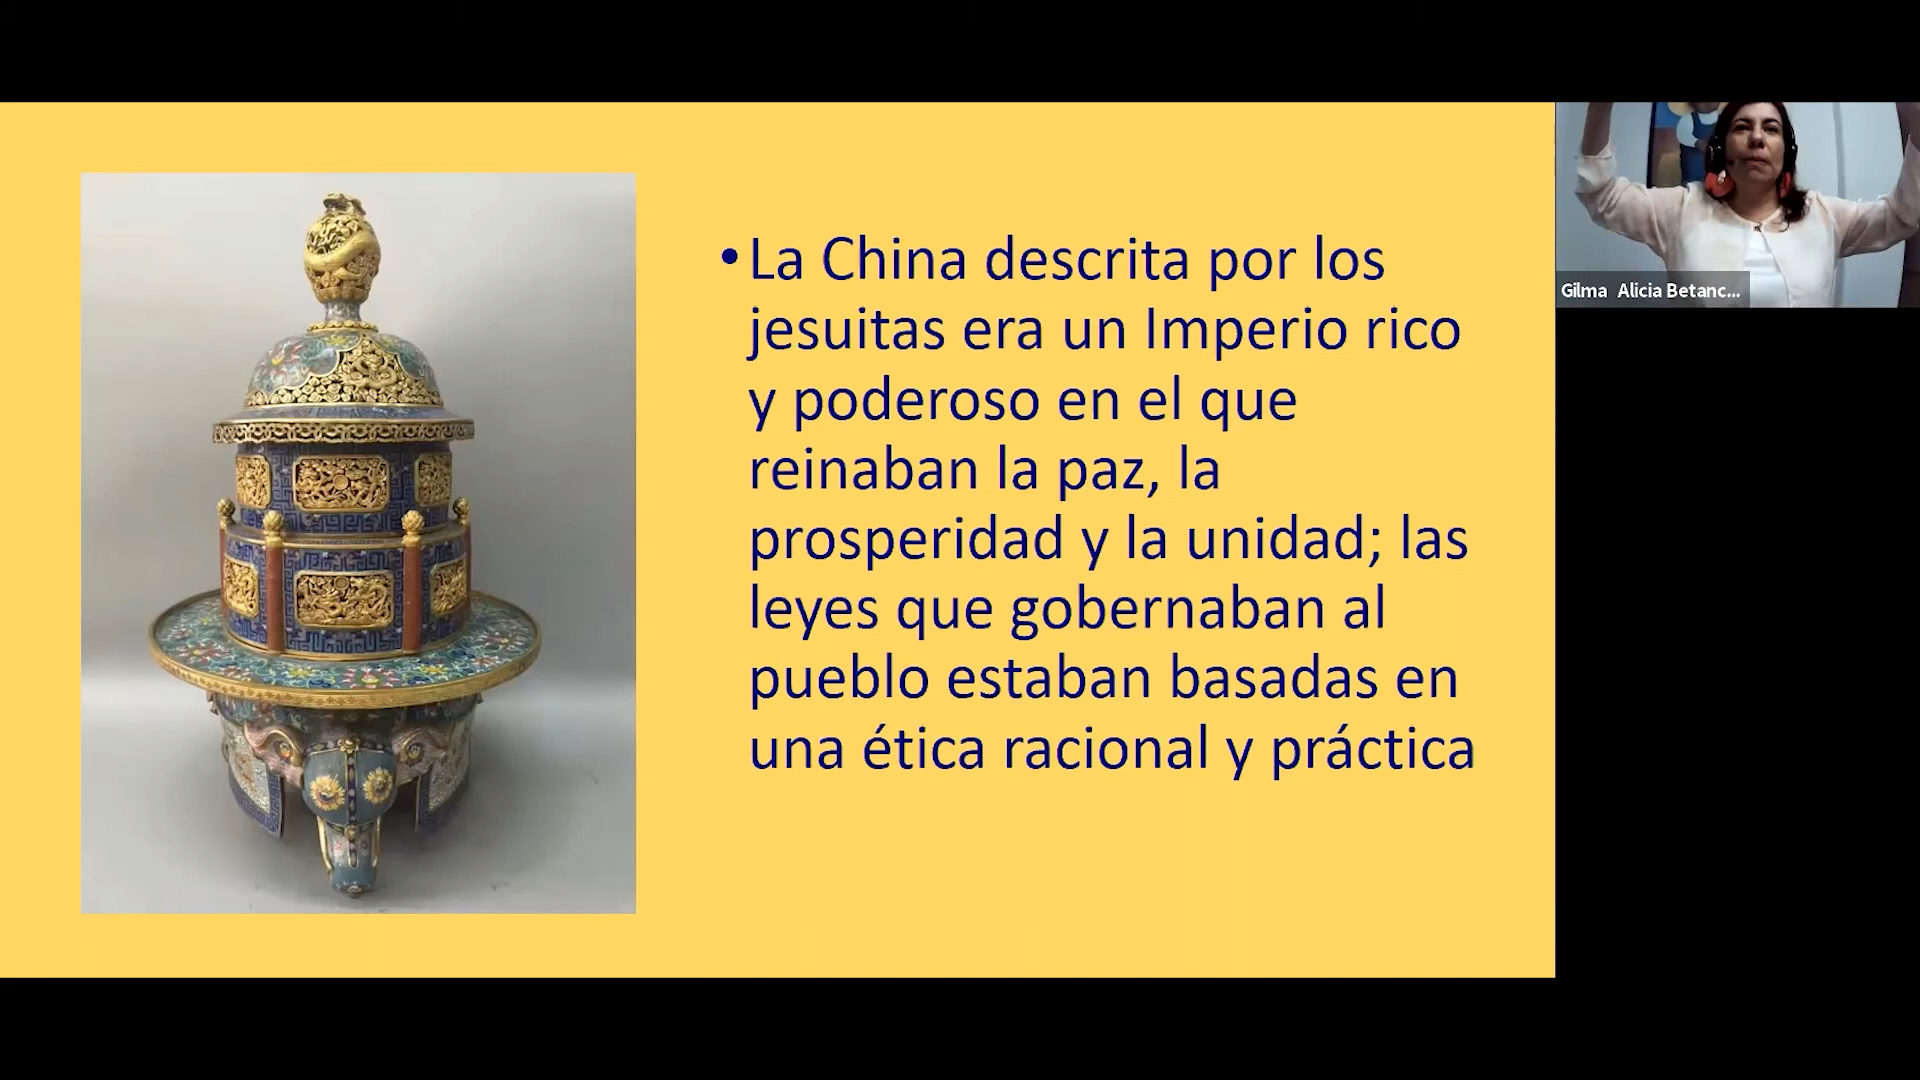 •La China descrita por los
jesuitas era un Imperio rico
y poderoso en el que
reinaban la paz, la
prosperidad y la unidad; las
leyes que gobernaban al
pueblo estaban basadas en
una ética racional y práctica
Gilma Alicia Betanc...